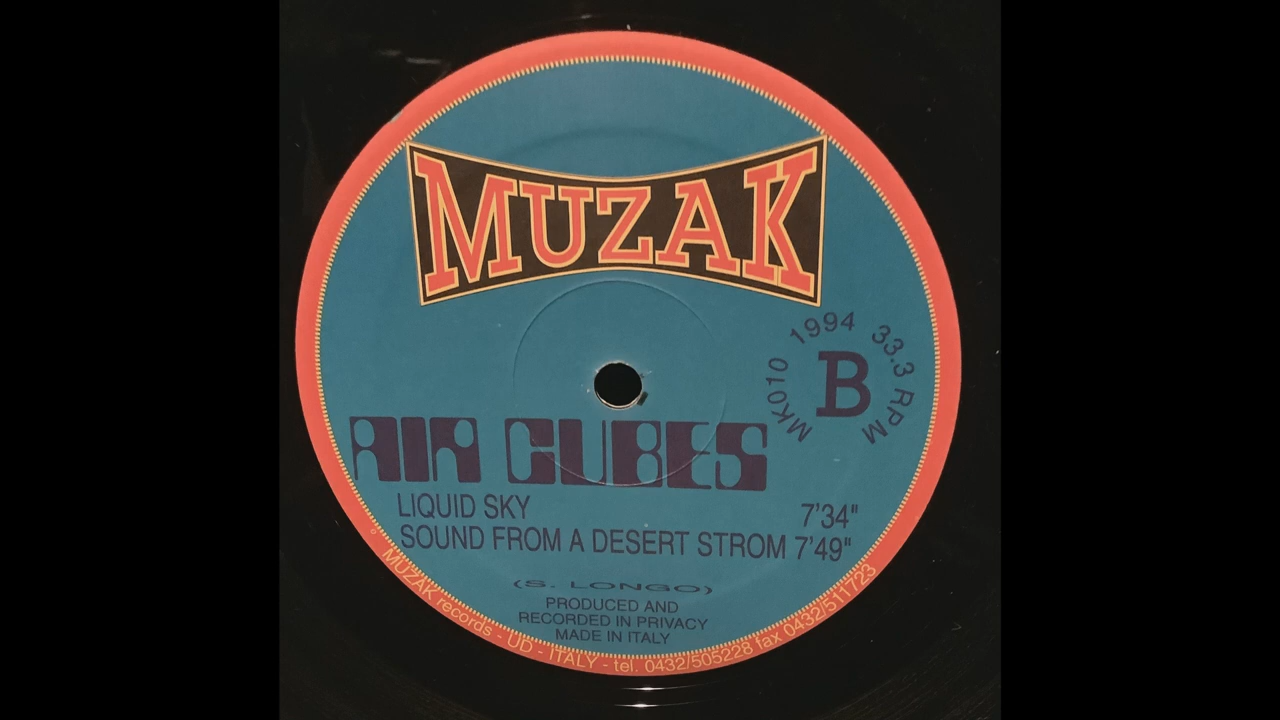 MUZAK
MK010 1994 33.3 RPM
B
AIR CUBES
LIQUID SKY 7'34"
SOUND FROM A DESERT STROM 7'49"
(S. LONGO)
PRODUCED AND
RECORDED IN PRIVACY
MADE IN ITALY
° MUZAK records - UD - ITALY - tel. 0432/505228 fax 0432/511723